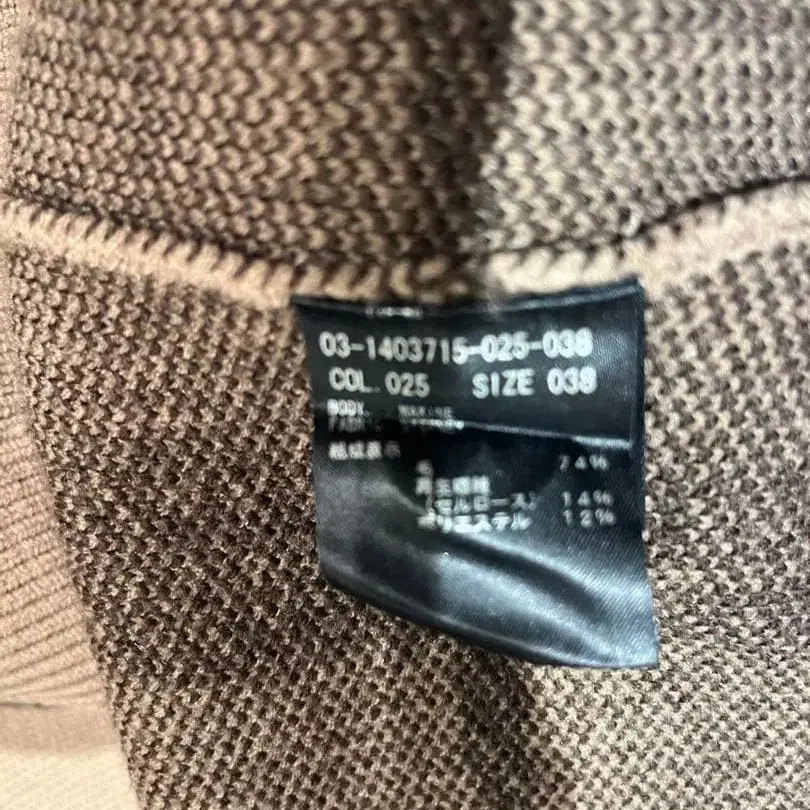 03-1403715-025-038
COL.025 SIZE 038
BODY.
FABRIC
組成表示
毛 74%
再生繊維
(セルロース) 14%
ポリエステル 12%